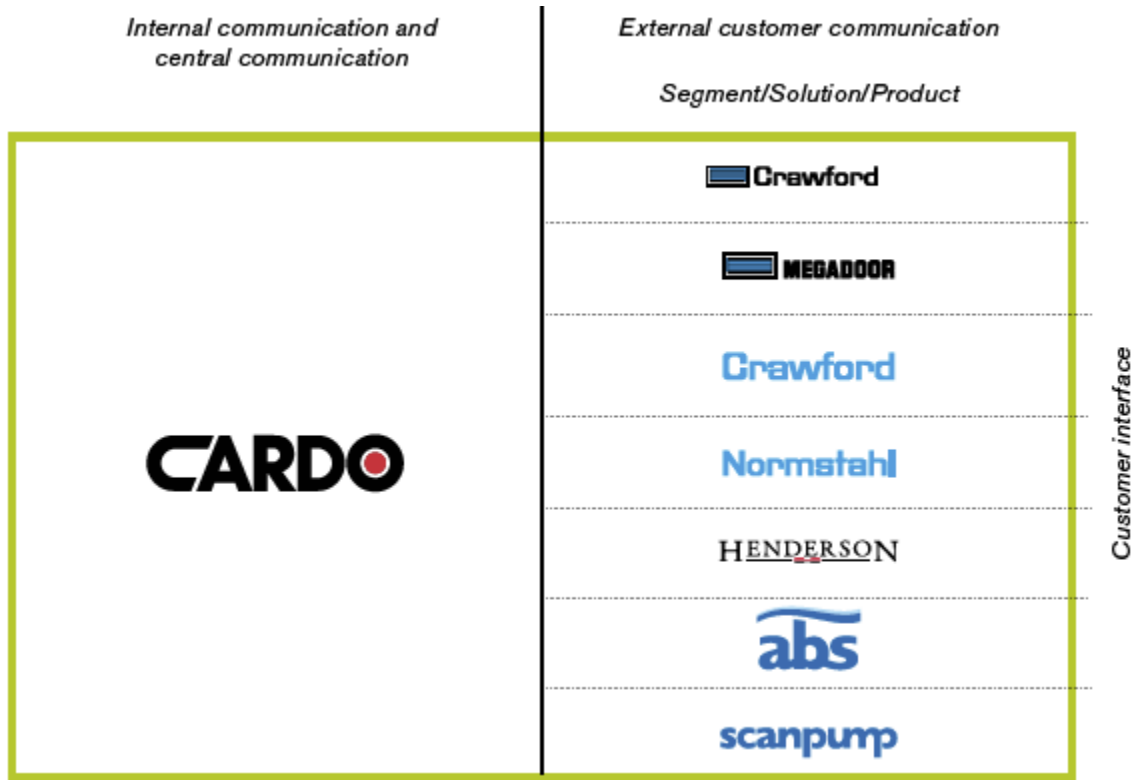 Internal communication and
central communication
External customer communication
Segment/Solution/Product
CARDO
Crawford
MEGADOOR
Crawford
Normstahl
HENDERSON
abs
scanpump
Customer interface